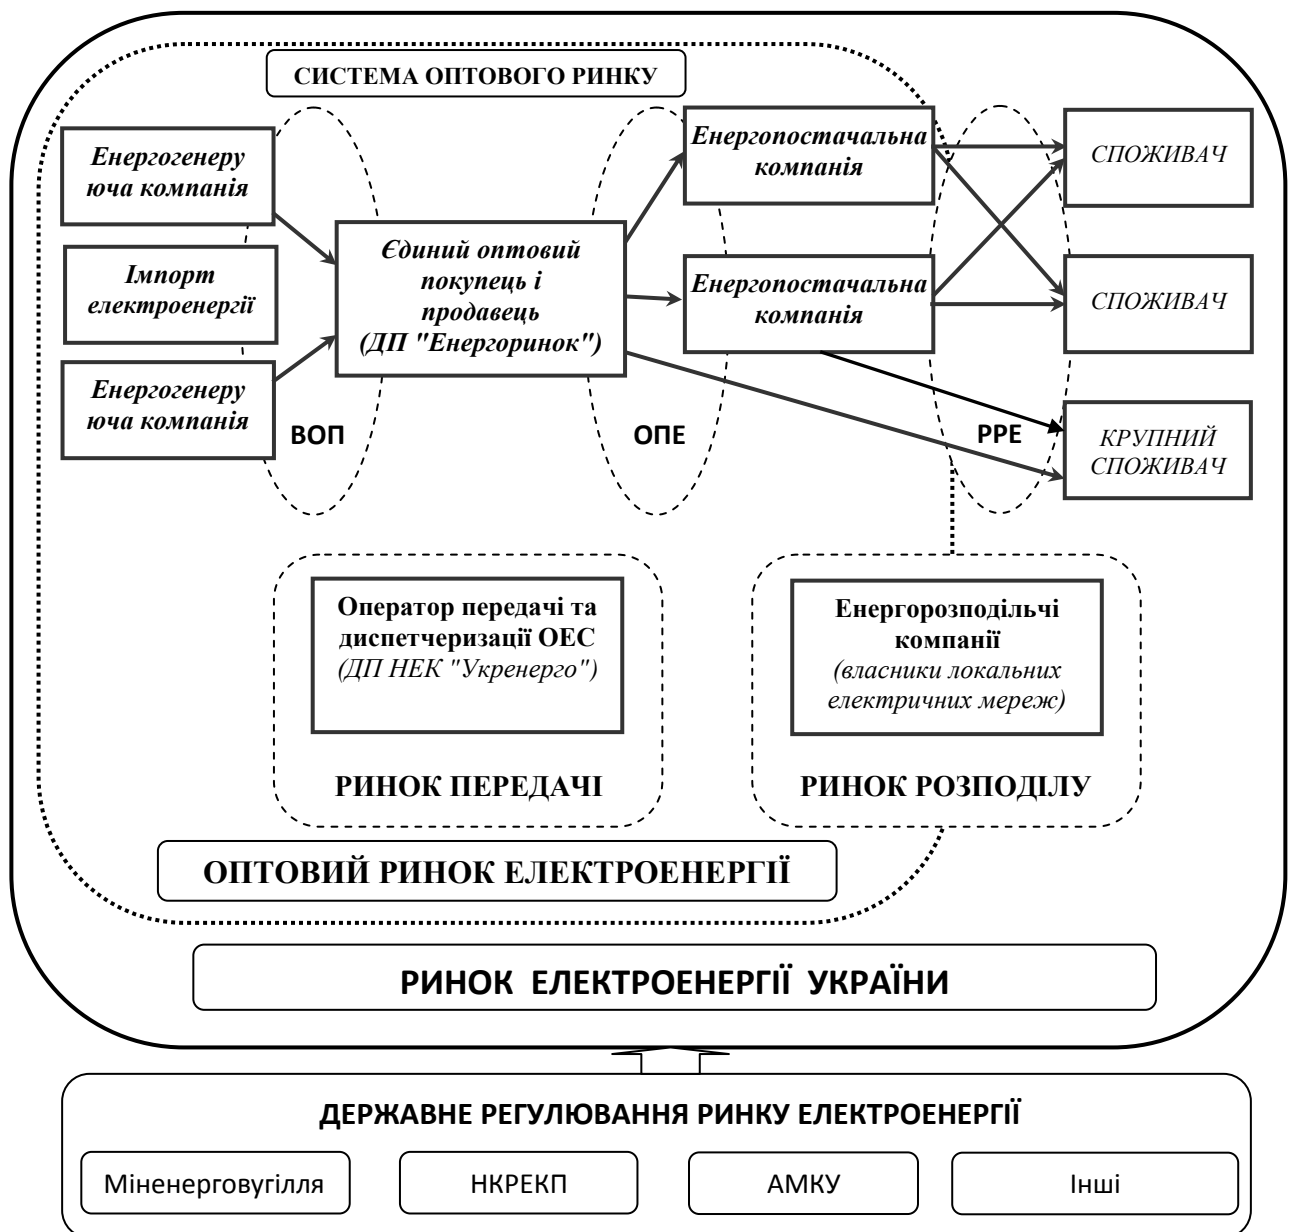 СИСТЕМА ОПТОВОГО РИНКУ
Енергогенеру
юча компанія
Імпорт
електроенергії
Енергогенеру
юча компанія
ВОП
Єдиний оптовий
покупець і
продавець
(ДП "Енергоринок")
ОПЕ
Енергопостачальна
компанія
Енергопостачальна
компанія
РРЕ
СПОЖИВАЧ
СПОЖИВАЧ
КРУПНИЙ
СПОЖИВАЧ
Оператор передачі та
диспетчеризації ОЕС
(ДП НЕК "Укренерго")
РИНОК ПЕРЕДАЧІ
Енергорозподільчі
компанії
(власники локальних
електричних мереж)
РИНОК РОЗПОДІЛУ
ОПТОВИЙ РИНОК ЕЛЕКТРОЕНЕРГІЇ
РИНОК ЕЛЕКТРОЕНЕРГІЇ УКРАЇНИ
ДЕРЖАВНЕ РЕГУЛЮВАННЯ РИНКУ ЕЛЕКТРОЕНЕРГІЇ
Міненерговугілля
НКРЕКП
АМКУ
Інші